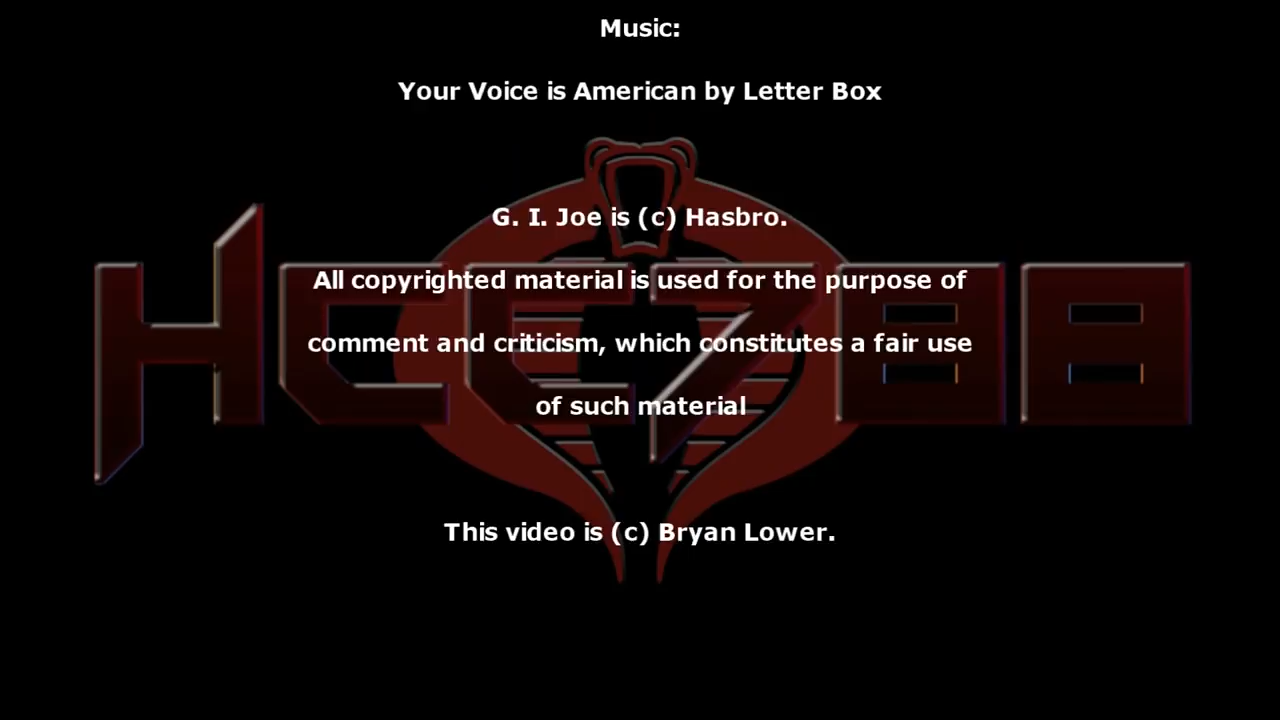 Music:
Your Voice is American by Letter Box
G. I. Joe is (c) Hasbro.
HCC788
All copyrighted material is used for the purpose of
comment and criticism, which constitutes a fair use
of such material
This video is (c) Bryan Lower.